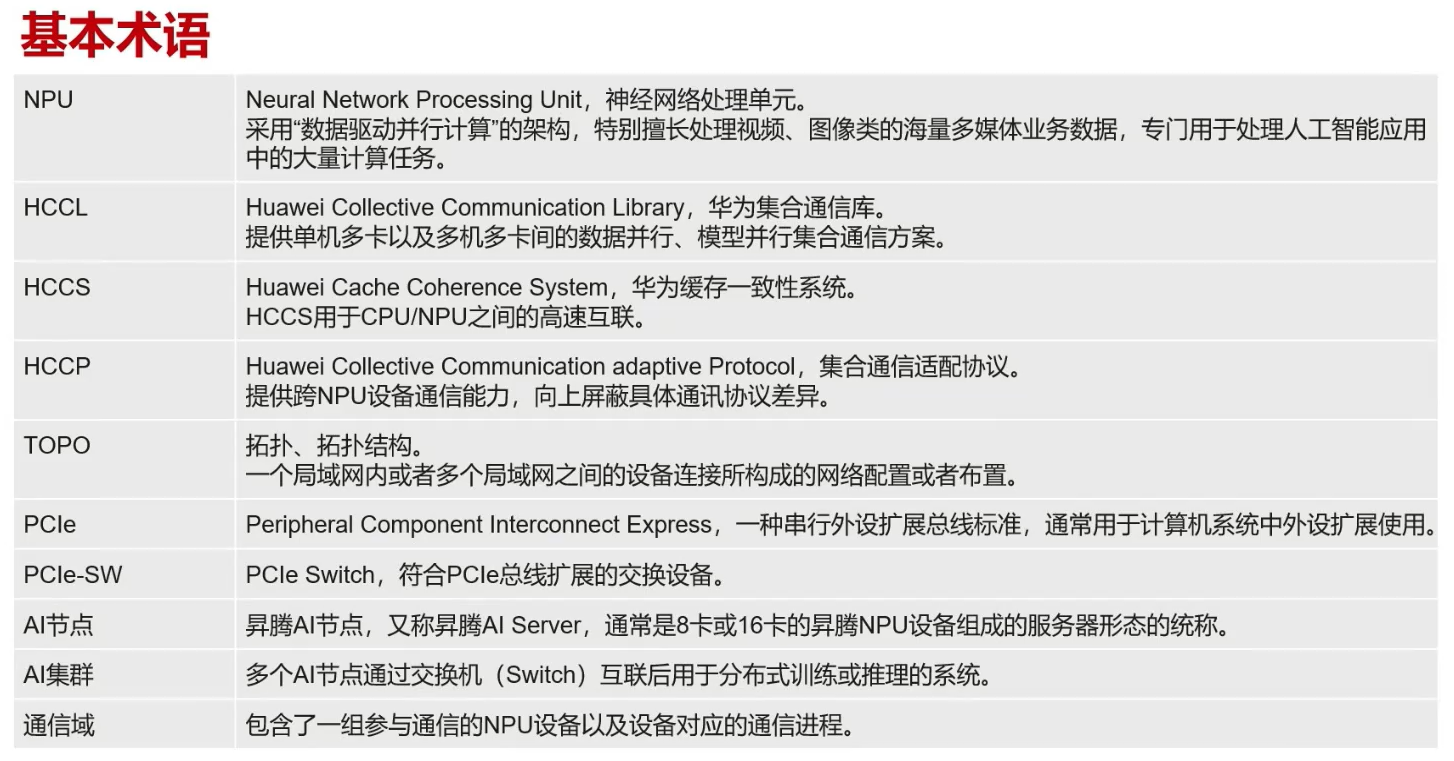 基本术语
NPU
Neural Network Processing Unit，神经网络处理单元。
采用“数据驱动并行计算”的架构，特别擅长处理视频、图像类的海量多媒体业务数据，专门用于处理人工智能应用
中的大量计算任务。
HCCL
Huawei Collective Communication Library，华为集合通信库。
提供单机多卡以及多机多卡间的数据并行、模型并行集合通信方案。
HCCS
Huawei Cache Coherence System，华为缓存一致性系统。
HCCS用于CPU/NPU之间的高速互联。
HCCP
Huawei Collective Communication adaptive Protocol，集合通信适配协议。
提供跨NPU设备通信能力，向上屏蔽具体通讯协议差异。
TOPO
拓扑、拓扑结构。
一个局域网内或者多个局域网之间的设备连接所构成的网络配置或者布置。
PCIe
Peripheral Component Interconnect Express，一种串行外设扩展总线标准，通常用于计算机系统中外设扩展使用。
PCIe-SW
PCIe Switch，符合PCIe总线扩展的交换设备。
AI节点
昇腾AI节点，又称昇腾AI Server，通常是8卡或16卡的昇腾NPU设备组成的服务器形态的统称。
AI集群
多个AI节点通过交换机（Switch）互联后用于分布式训练或推理的系统。
通信域
包含了一组参与通信的NPU设备以及设备对应的通信进程。